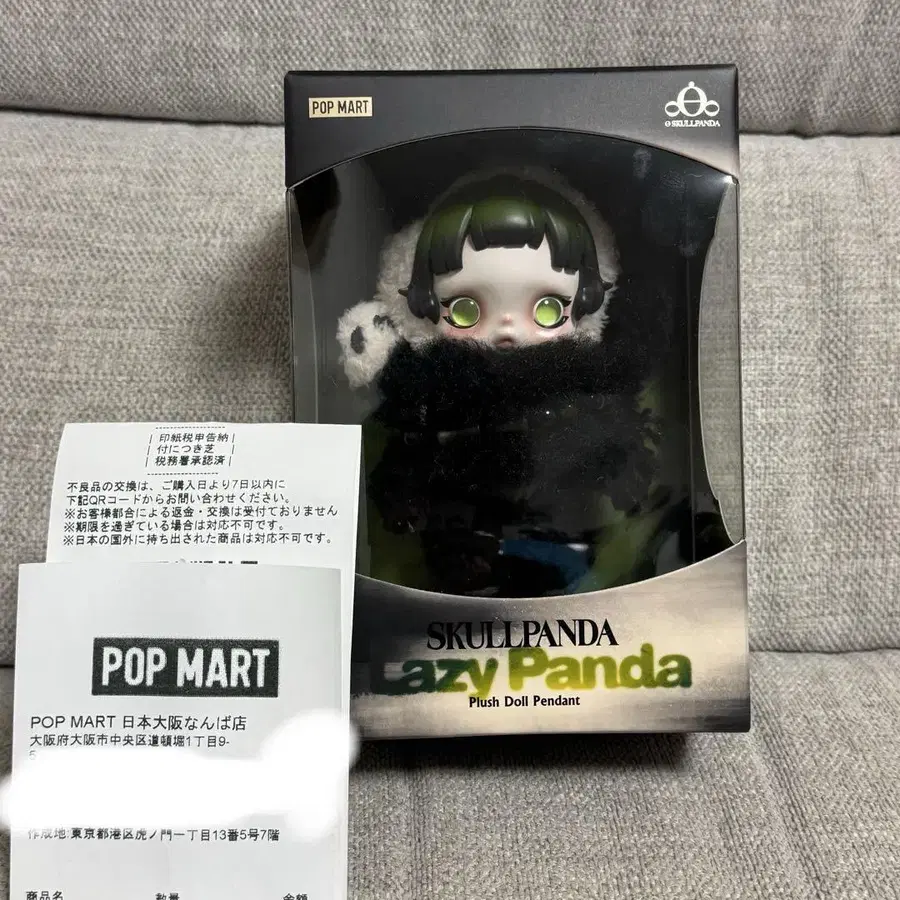 POP MART
SKULLPANDA
SKULLPANDA
Lazy Panda
Plush Doll Pendant
印紙税申告納
付につき芝
税務署承認済
不良品の交換は、ご購入日より7日以内に
下記QRコードからお問い合わせください。
※お客様都合による返金・交換は受付ておりません
※期限を過ぎている場合は対応不可です。
※日本の国外に持ち出された商品は対応不可です。
POP MART
POP MART 日本大阪なんば店
大阪府大阪市中央区道頓堀1丁目9-
5
作成地:東京都港区虎ノ門一丁目13番5号7階
商品名 数量 金額